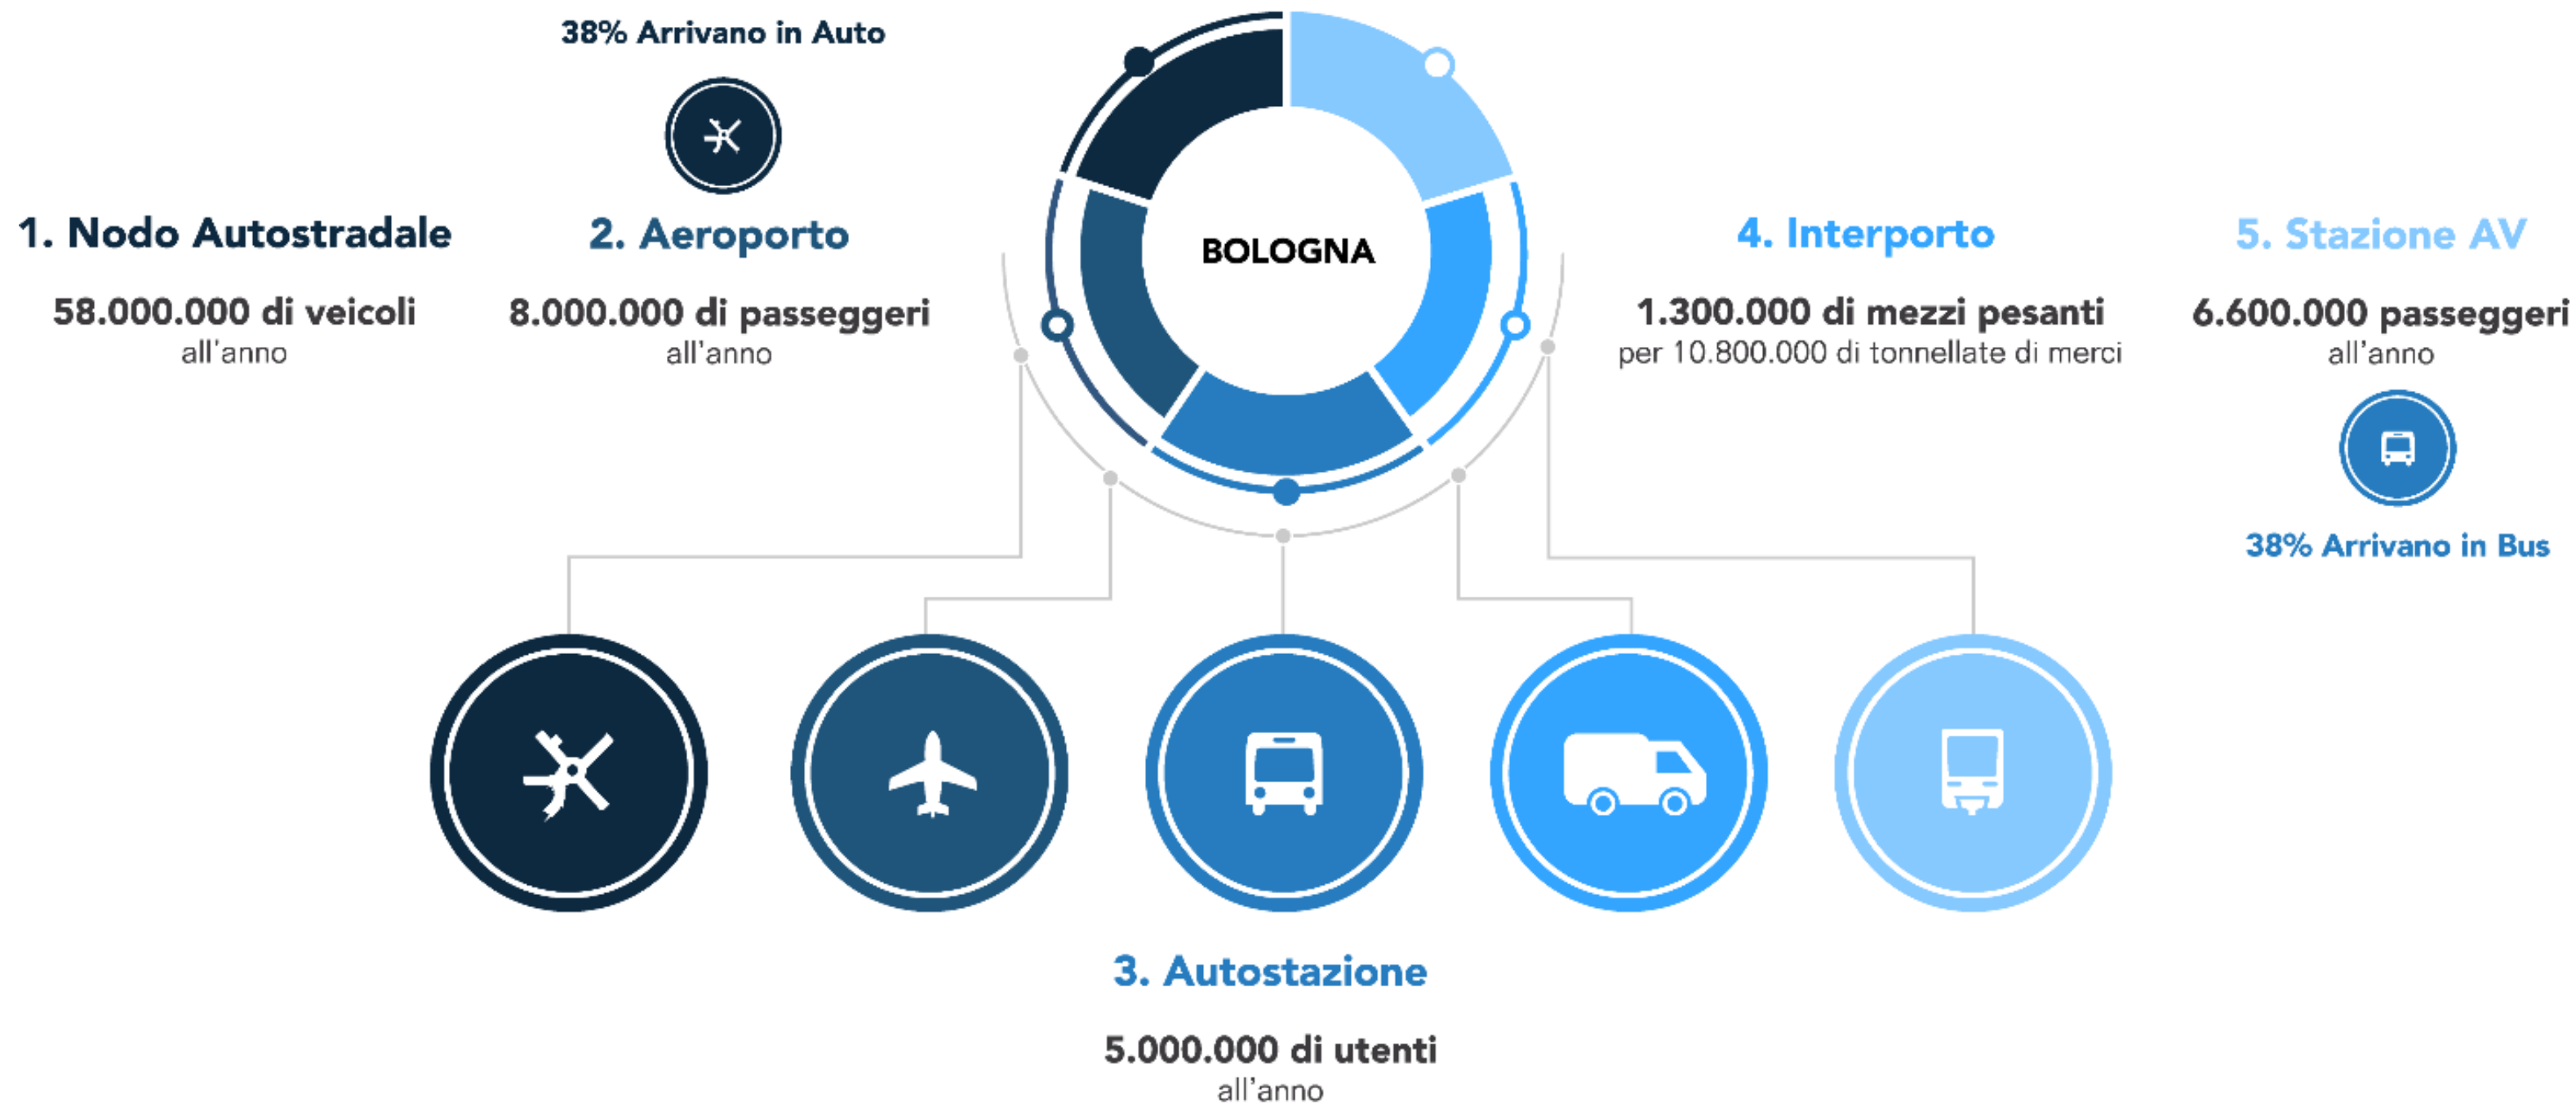 38% Arrivano in Auto
1. Nodo Autostradale
58.000.000 di veicoli
all'anno
2. Aeroporto
8.000.000 di passeggeri
all'anno
BOLOGNA
4. Interporto
1.300.000 di mezzi pesanti
per 10.800.000 di tonnellate di merci
5. Stazione AV
6.600.000 passeggeri
all'anno
38% Arrivano in Bus
3. Autostazione
5.000.000 di utenti
all'anno